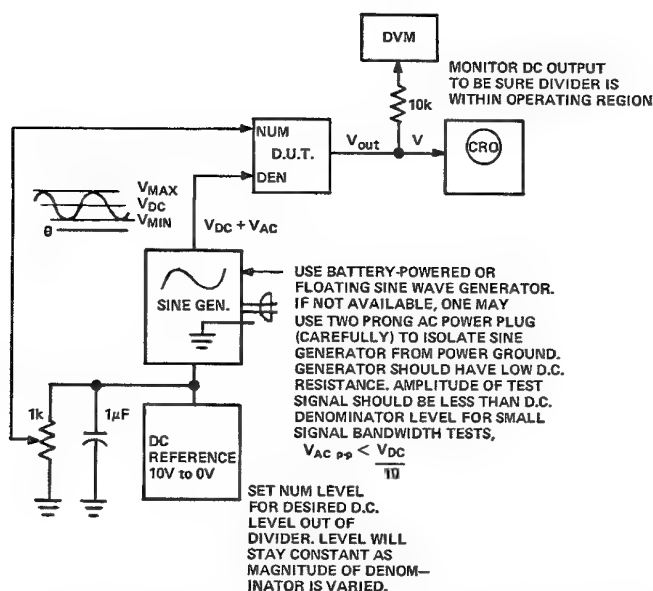 DVM
MONITOR DC OUTPUT
TO BE SURE DIVIDER IS
WITHIN OPERATING REGION
10k
NUM
D.U.T.
DEN
Vout
V
CRO
VMAX
VDC
VMIN
θ
VDC + VAC
SINE GEN.
USE BATTERY-POWERED OR
FLOATING SINE WAVE GENERATOR.
IF NOT AVAILABLE, ONE MAY
USE TWO PRONG AC POWER PLUG
(CAREFULLY) TO ISOLATE SINE
GENERATOR FROM POWER GROUND.
GENERATOR SHOULD HAVE LOW D.C.
RESISTANCE. AMPLITUDE OF TEST
SIGNAL SHOULD BE LESS THAN D.C.
DENOMINATOR LEVEL FOR SMALL
SIGNAL BANDWIDTH TESTS,
VAC p-p < VDC
10
1k
1μF
DC
REFERENCE
10V to 0V
SET NUM LEVEL
FOR DESIRED D.C.
LEVEL OUT OF
DIVIDER. LEVEL WILL
STAY CONSTANT AS
MAGNITUDE OF DENOM—
INATOR IS VARIED.